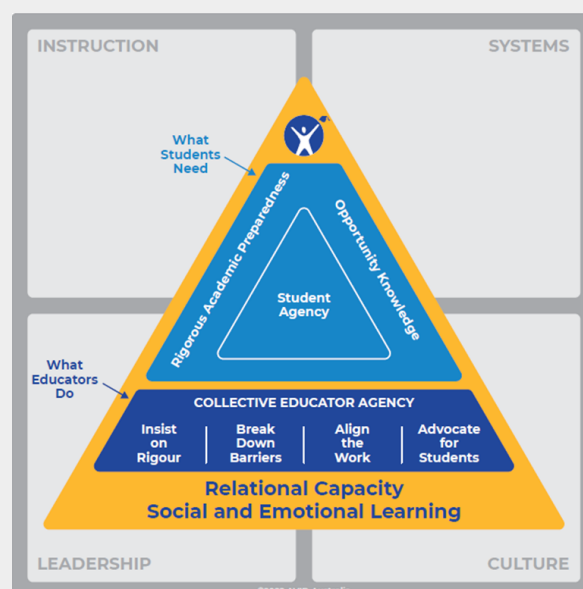 INSTRUCTION
SYSTEMS
What
Students
Need
Rigorous Academic Preparedness
Opportunity Knowledge
Student
Agency
What
Educators
Do
COLLECTIVE EDUCATOR AGENCY
Insist
on
Rigour
Break
Down
Barriers
Align
the
Work
Advocate
for
Students
Relational Capacity
Social and Emotional Learning
LEADERSHIP
CULTURE